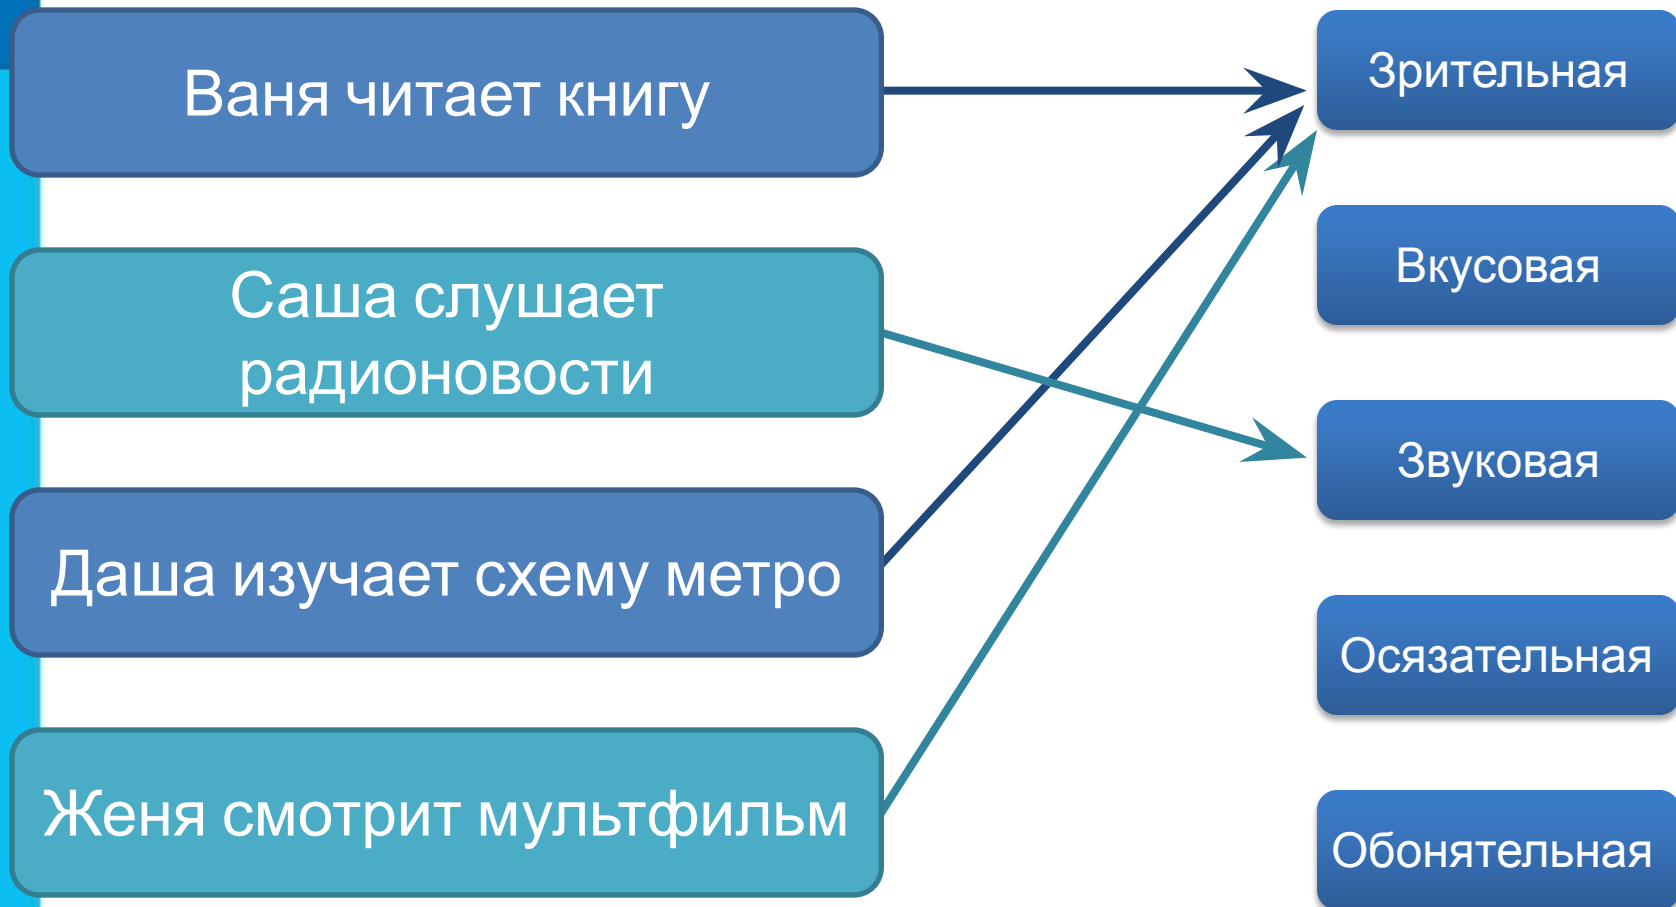 Ваня читает книгу
Саша слушает
радионовости
Даша изучает схему метро
Женя смотрит мультфильм
Зрительная
Вкусовая
Звуковая
Осязательная
Обонятельная